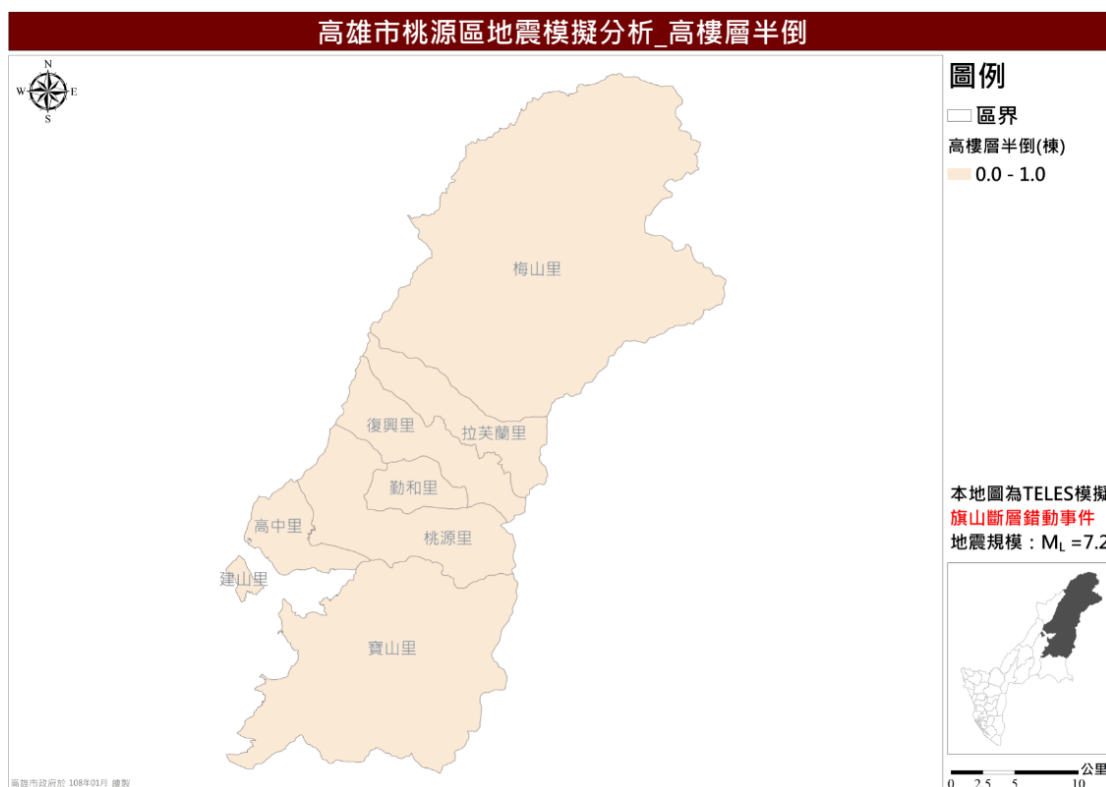 高雄市桃源區地震模擬分析_高樓層半倒
N
W E
S
圖例
區界
高樓層半倒(棟)
0.0 - 1.0
梅山里
復興里
拉芙蘭里
勤和里
高中里
桃源里
建山里
寶山里
本地圖為TELES模擬
旗山斷層錯動事件
地震規模：ML =7.2
公里
0 2.5 5 10
高雄市政府於 108年01月 繪製